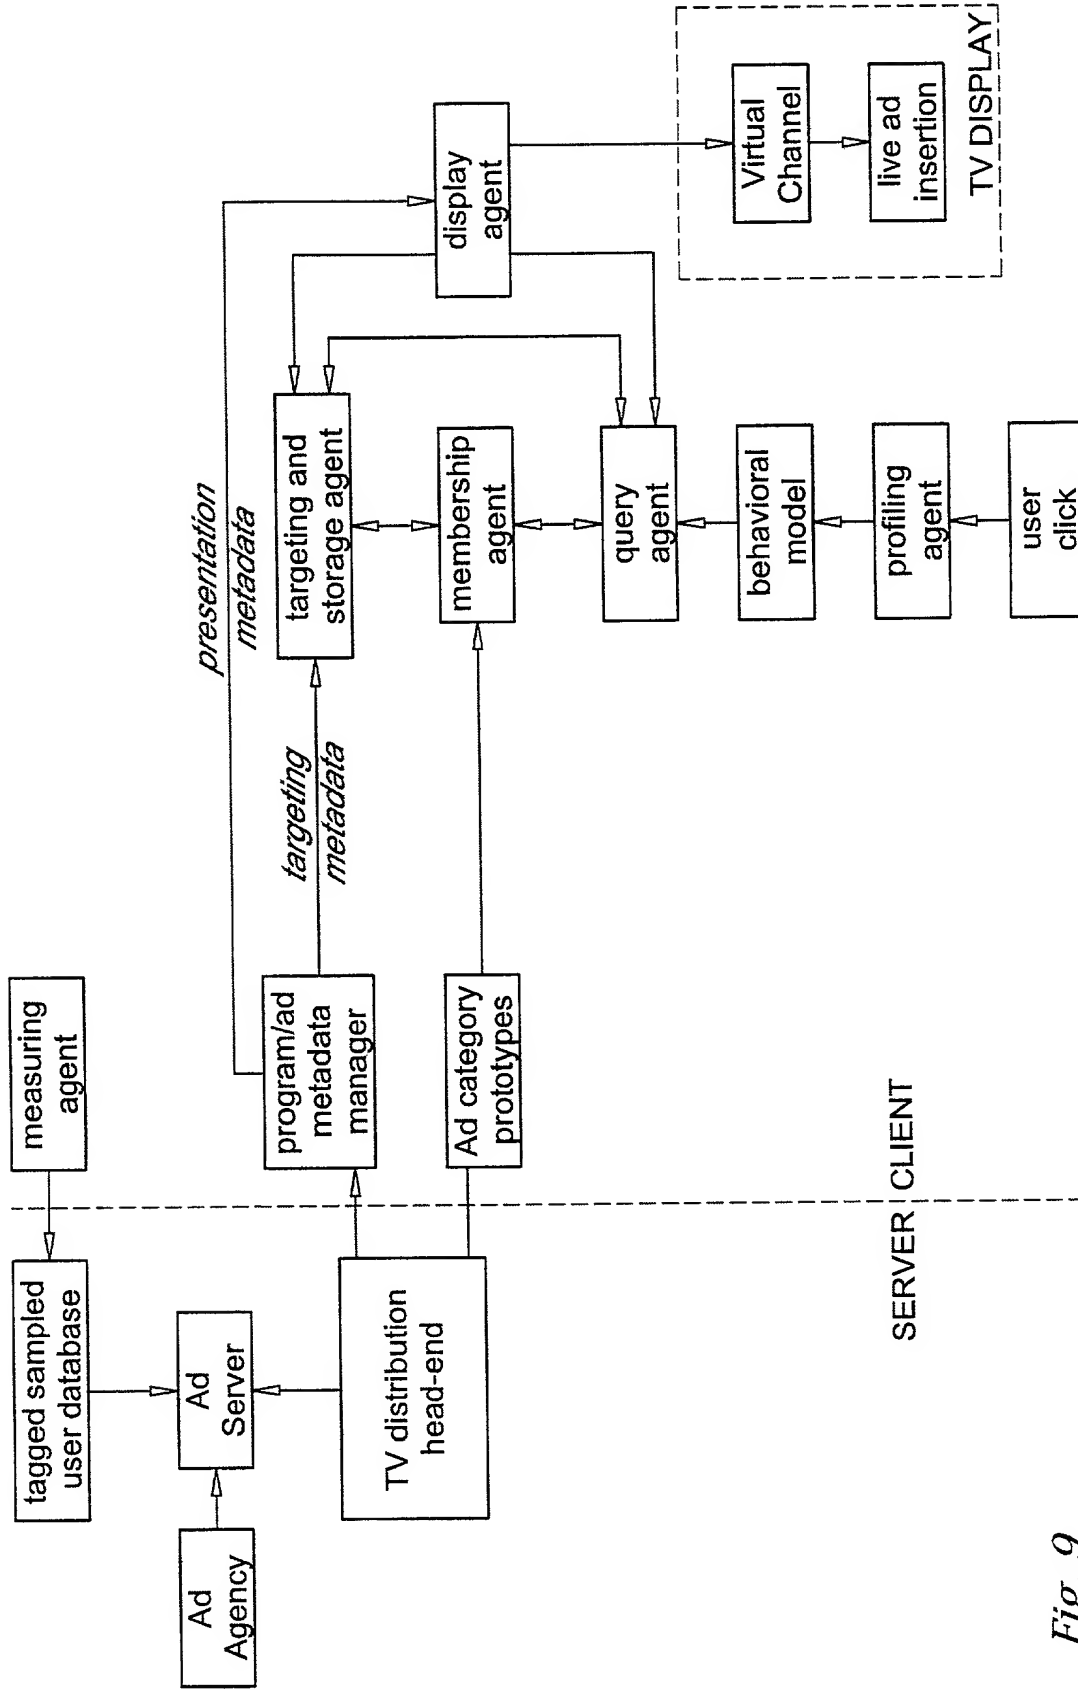 measuring
agent
tagged sampled
user database
Ad
Agency
Ad
Server
TV distribution
head-end
program/ad
metadata
manager
Ad category
prototypes
SERVER
CLIENT
presentation
metadata
targeting
metadata
targeting and
storage agent
membership
agent
query
agent
behavioral
model
profiling
agent
user
click
display
agent
Virtual
Channel
live ad
insertion
TV DISPLAY
Fig. 9